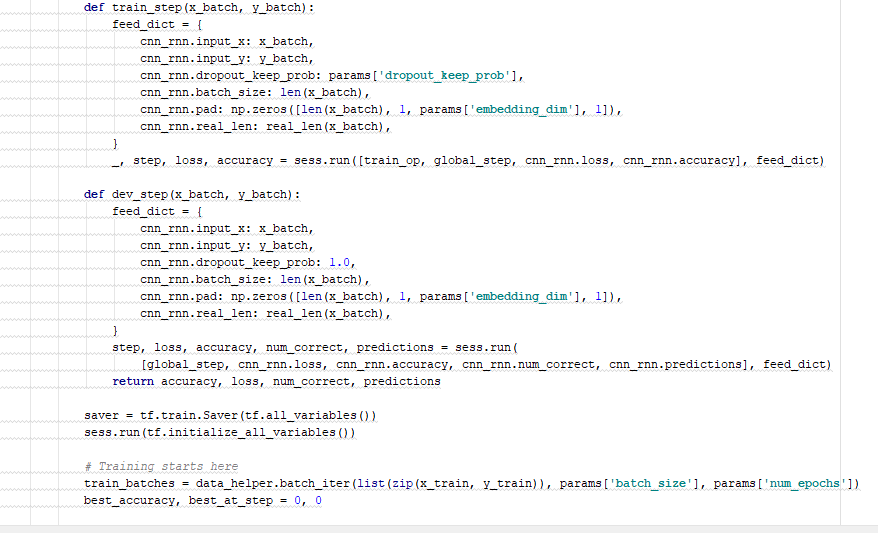 def train_step(x_batch, y_batch):
feed_dict = {
cnn_rnn.input_x: x_batch,
cnn_rnn.input_y: y_batch,
cnn_rnn.dropout_keep_prob: params['dropout_keep_prob'],
cnn_rnn.batch_size: len(x_batch),
cnn_rnn.pad: np.zeros([len(x_batch), 1, params['embedding_dim'], 1]),
cnn_rnn.real_len: real_len(x_batch),
}
_, step, loss, accuracy = sess.run([train_op, global_step, cnn_rnn.loss, cnn_rnn.accuracy], feed_dict)
def dev_step(x_batch, y_batch):
feed_dict = {
cnn_rnn.input_x: x_batch,
cnn_rnn.input_y: y_batch,
cnn_rnn.dropout_keep_prob: 1.0,
cnn_rnn.batch_size: len(x_batch),
cnn_rnn.pad: np.zeros([len(x_batch), 1, params['embedding_dim'], 1]),
cnn_rnn.real_len: real_len(x_batch),
}
step, loss, accuracy, num_correct, predictions = sess.run(
[global_step, cnn_rnn.loss, cnn_rnn.accuracy, cnn_rnn.num_correct, cnn_rnn.predictions], feed_dict)
return accuracy, loss, num_correct, predictions
saver = tf.train.Saver(tf.all_variables())
sess.run(tf.initialize_all_variables())
# Training starts here
train_batches = data_helper.batch_iter(list(zip(x_train, y_train)), params['batch_size'], params['num_epochs'])
best_accuracy, best_at_step = 0, 0